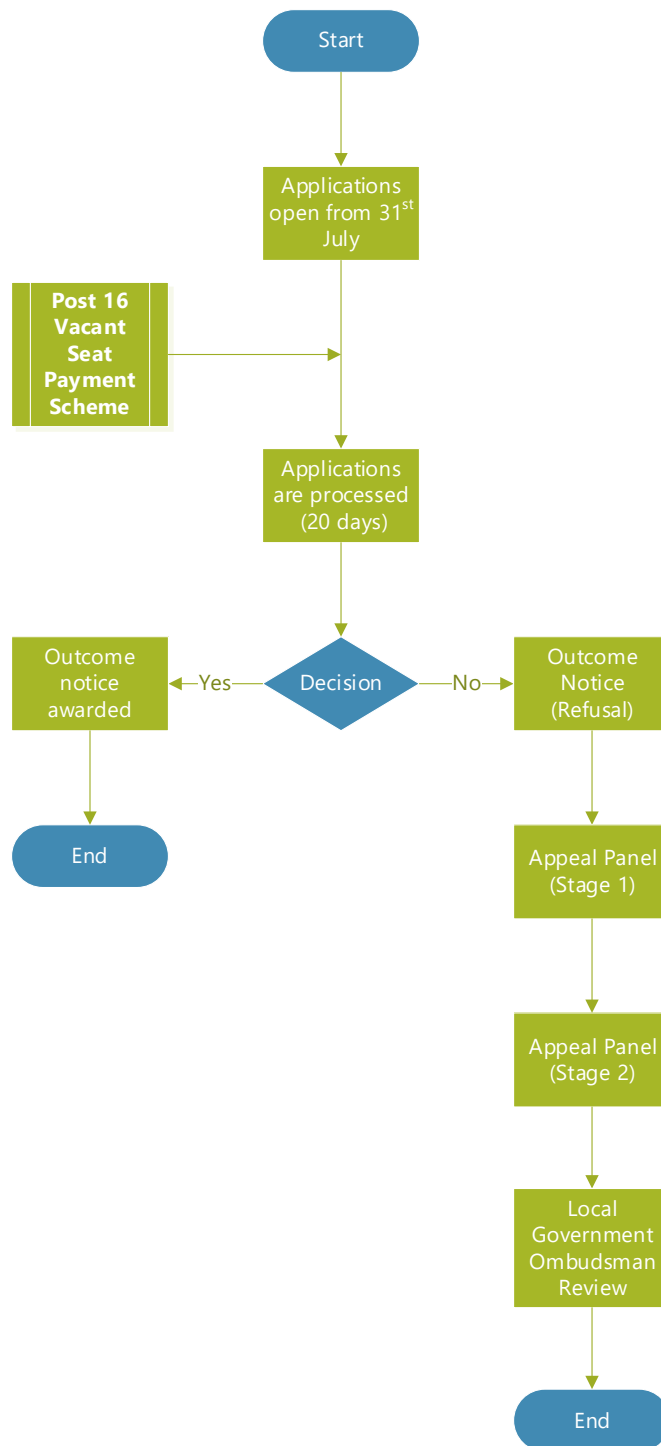 Start
Applications
open from 31st
July
Post 16
Vacant
Seat
Payment
Scheme
Applications
are processed
(20 days)
Outcome
notice
awarded
Yes
Decision
No
Outcome
Notice
(Refusal)
End
Appeal Panel
(Stage 1)
Appeal Panel
(Stage 2)
Local
Government
Ombudsman
Review
End